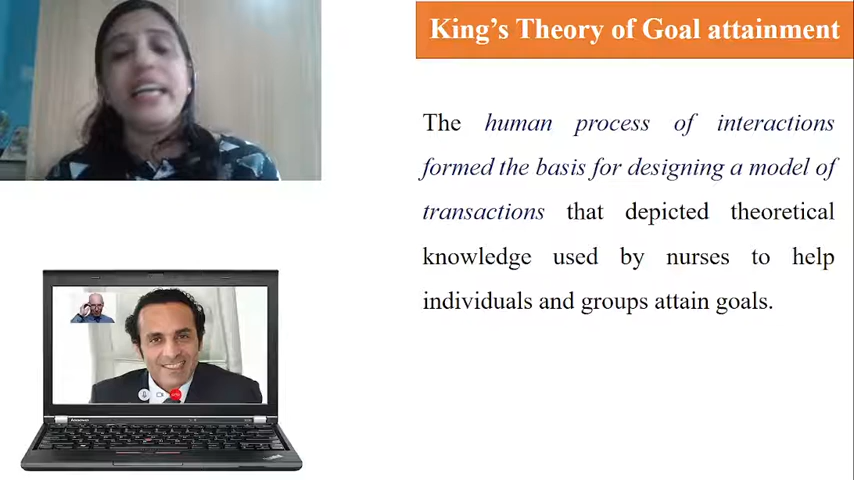 King's Theory of Goal attainment
The human process of interactions
formed the basis for designing a model of
transactions that depicted theoretical
knowledge used by nurses to help
individuals and groups attain goals.